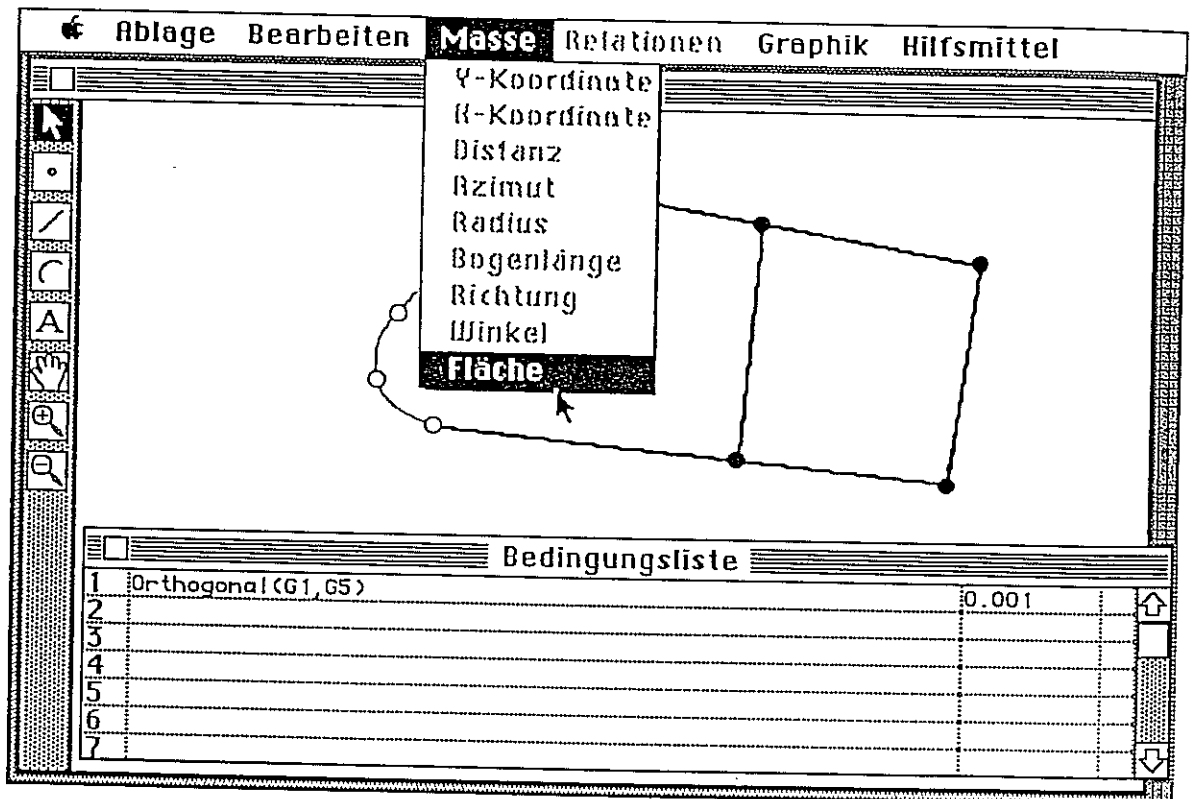 Ablage Bearbeiten Masse Relationen Graphik Hilfsmittel
Y-Koordinate
X-Koordinate
Distanz
Azimut
Radius
Bogenlänge
Richtung
Winkel
Fläche
A
Bedingungsliste
1 Orthogonal(G1,G5) 0.001
2
3
4
5
6
7